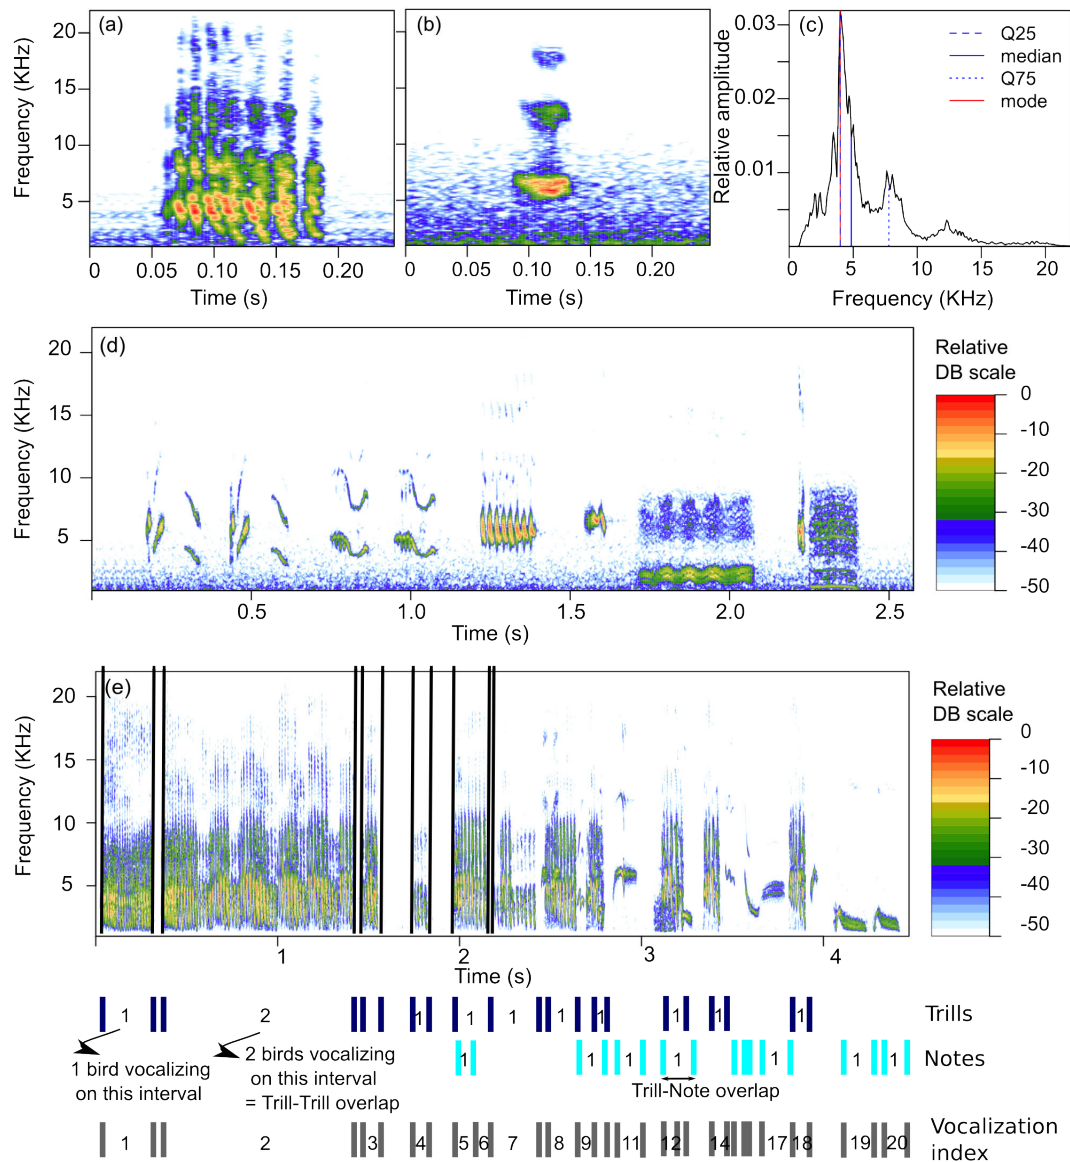 (a)
Frequency (KHz)
20
15
10
5
0
0.05
0.10
0.15
0.20
Time (s)
(b)
0
0.05
0.10
0.15
0.20
Time (s)
(c)
Relative amplitude
0.03
0.02
0.01
Q25
median
Q75
mode
0
5
10
15
20
Frequency (KHz)
(d)
Frequency (KHz)
20
15
10
5
0.5
1.0
1.5
2.0
2.5
Time (s)
Relative
DB scale
0
-10
-20
-30
-40
-50
(e)
Frequency (KHz)
20
15
10
5
1
2
3
4
Time (s)
Relative
DB scale
0
-10
-20
-30
-40
-50
1 2 1 1 1 1 1 1 1 1 Trills
1 bird vocalizing
on this interval
2 birds vocalizing
on this interval
= Trill-Trill overlap
1 1 1 1 1 1 1 Notes
Trill-Note overlap
1 2 3 4 5 6 7 8 9 11 12 14 17 18 19 20 Vocalization
index